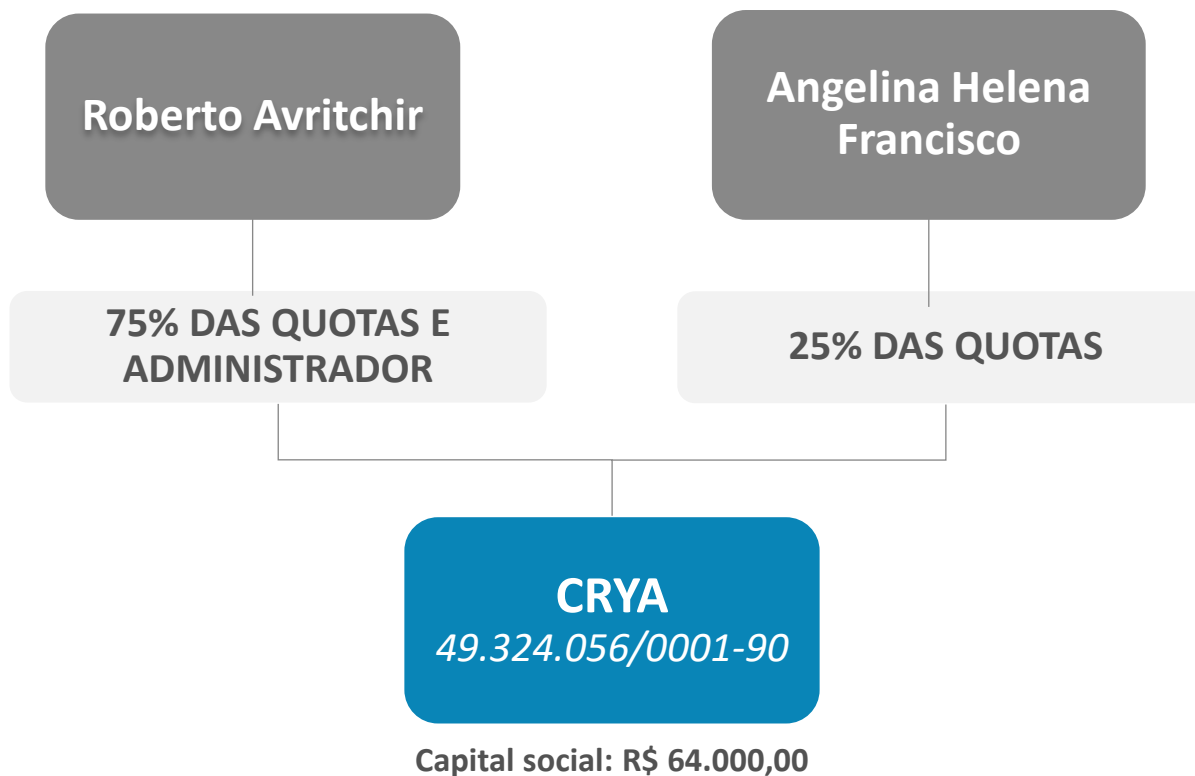 Roberto Avritchir
Angelina Helena
Francisco
75% DAS QUOTAS E
ADMINISTRADOR
25% DAS QUOTAS
CRYA
49.324.056/0001-90
Capital social: R$ 64.000,00